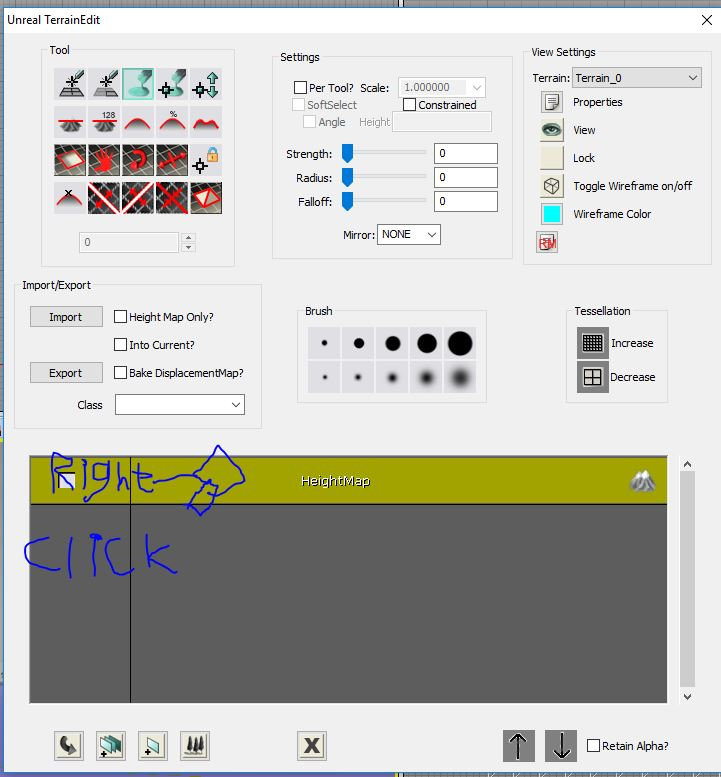 Unreal TerrainEdit
Tool
128
%
0
Settings
Per Tool? Scale: 1.000000
SoftSelect Constrained
Angle Height
Strength: 0
Radius: 0
Falloff: 0
Mirror: NONE
View Settings
Terrain: Terrain_0
Properties
View
Lock
Toggle Wireframe on/off
Wireframe Color
RM
Import/Export
Import Height Map Only?
Into Current?
Export Bake DisplacementMap?
Class
Brush
Tessellation
Increase
Decrease
Right
HeightMap
ClICK
X
Retain Alpha?